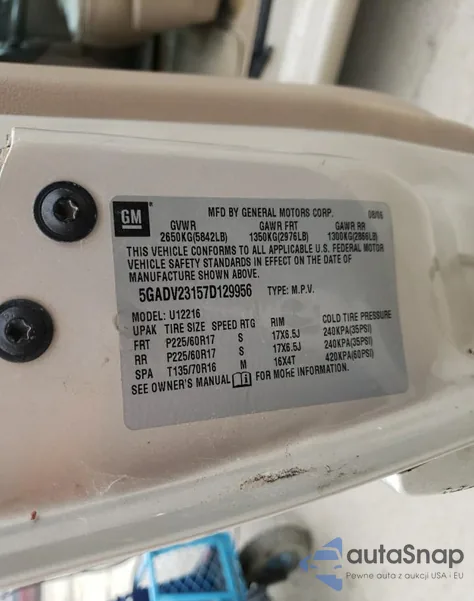 GM
MFD BY GENERAL MOTORS CORP. 08/06
GVWR GAWR FRT GAWR RR
2650KG(5842LB) 1350KG(2976LB) 1300KG(2866LB)
THIS VEHICLE CONFORMS TO ALL APPLICABLE U.S. FEDERAL MOTOR
VEHICLE SAFETY STANDARDS IN EFFECT ON THE DATE OF
MANUFACTURE SHOWN ABOVE.
5GADV23157D129956 TYPE: M.P.V.
MODEL: U12216
UPAK TIRE SIZE SPEED RTG RIM COLD TIRE PRESSURE
FRT P225/60R17 S 17X6.5J 240KPA(35PSI)
RR P225/60R17 S 17X6.5J 240KPA(35PSI)
SPA T135/70R16 M 16X4T 420KPA(60PSI)
SEE OWNER'S MANUAL FOR MORE INFORMATION.
autoSnap
Pewne auta z aukcji USA - EU